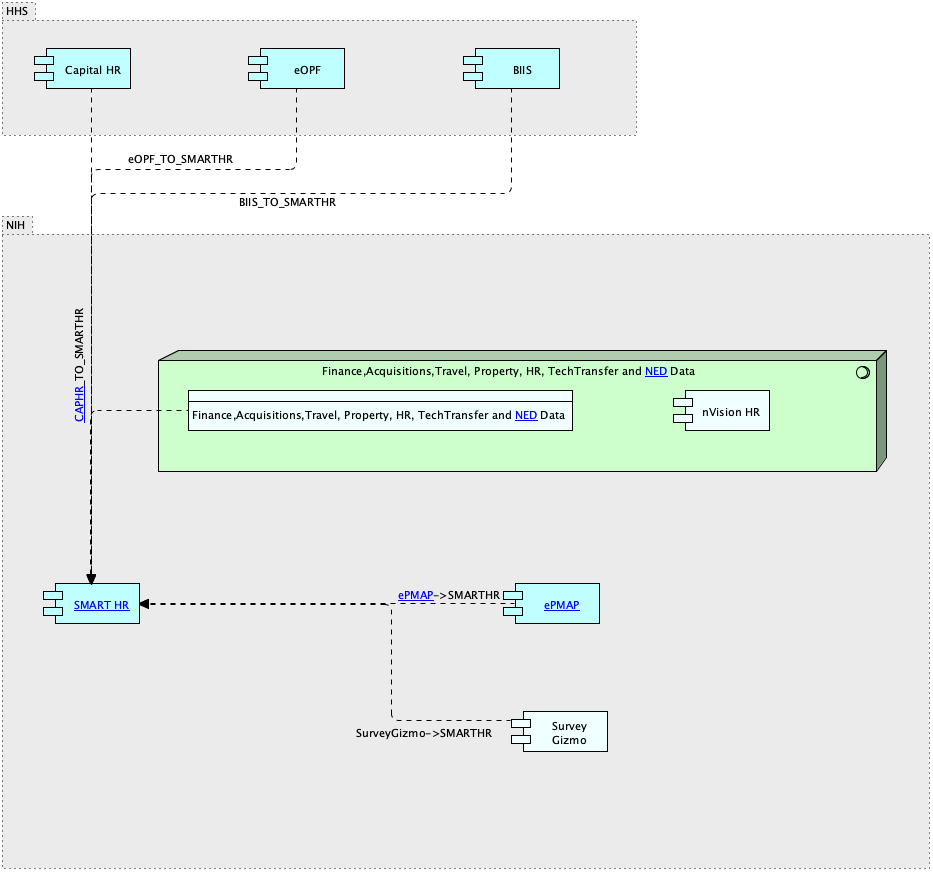 HHS
Capital HR
eOPF
BIIS
eOPF_TO_SMARTHR
BIIS_TO_SMARTHR
NIH
CAPHR_TO_SMARTHR
Finance,Acquisitions,Travel, Property, HR, TechTransfer and NED Data
Finance,Acquisitions,Travel, Property, HR, TechTransfer and NED Data
nVision HR
SMART HR
ePMAP->SMARTHR
ePMAP
Survey
Gizmo
SurveyGizmo->SMARTHR